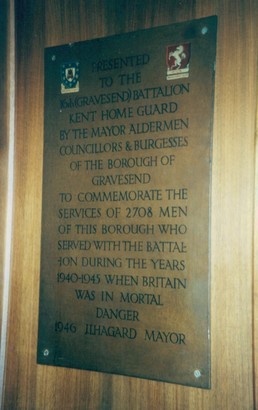 PRESENTED
TO THE
16th (GRAVESEND) BATTALION
KENT HOME GUARD
BY THE MAYOR ALDERMEN
COUNCILLORS & BURGESSES
OF THE BOROUGH OF
GRAVESEND
TO COMMEMORATE THE
SERVICES OF 2708 MEN
OF THIS BOROUGH WHO
SERVED WITH THE BATTAL
ION DURING THE YEARS
1940-1945 WHEN BRITAIN
WAS IN MORTAL
DANGER
1946 J.J.HAGARD MAYOR